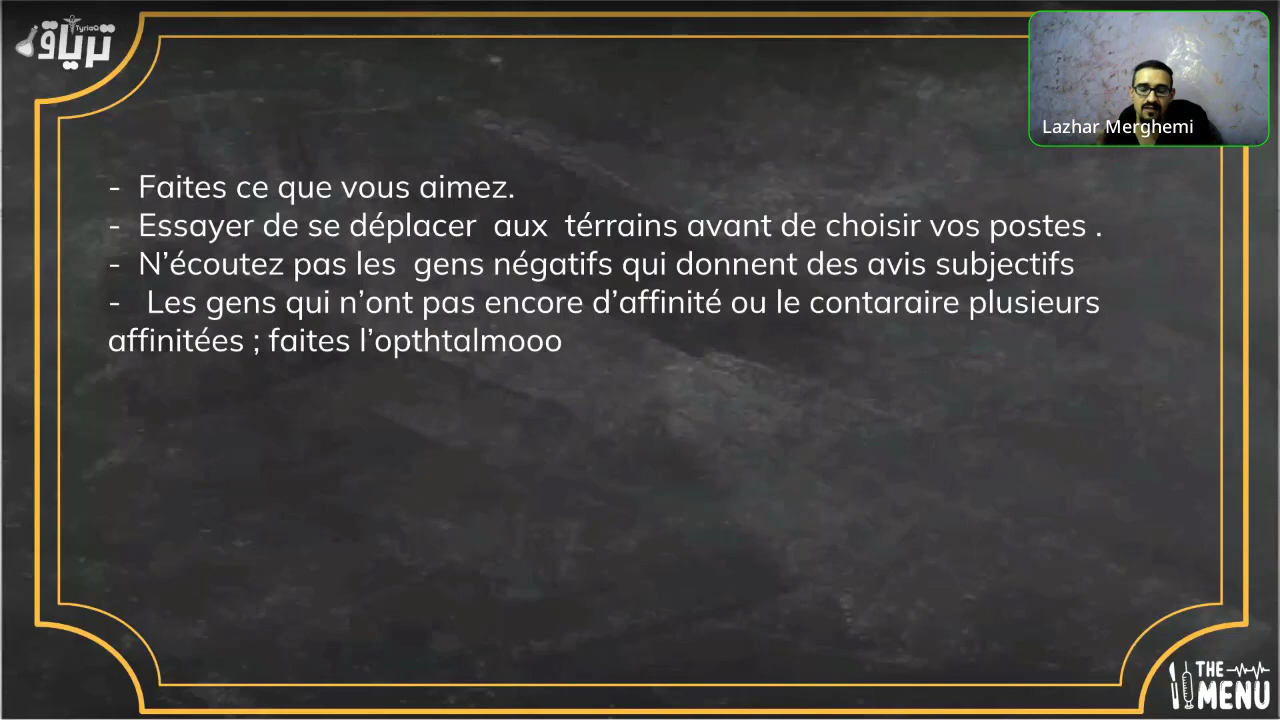 TyriaQ
ترياق
Lazhar Merghemi
- Faites ce que vous aimez.
- Essayer de se déplacer aux térrains avant de choisir vos postes .
- N’écoutez pas les gens négatifs qui donnent des avis subjectifs
- Les gens qui n’ont pas encore d’affinité ou le contaraire plusieurs
affinitées ; faites l’opthtalmooo
THE
MENU